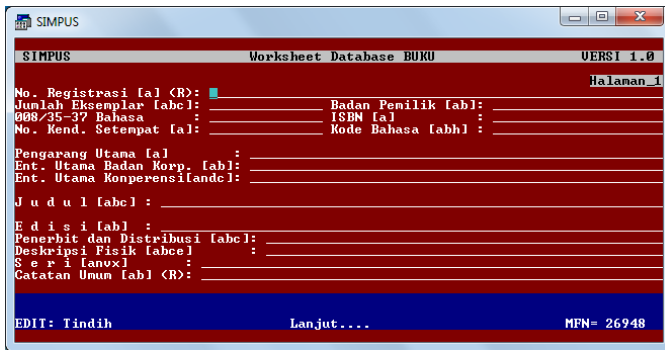 SIMPUS
SIMPUS Worksheet Database BUKU VERSI 1.0
Halaman_1
No. Registrasi [a] (R):
Jumlah Eksemplar [abc]: Badan Pemilik [ab]:
008/35-37 Bahasa : ISBN [a] :
No. Kend. Setempat [a]: Kode Bahasa [abh] :
Pengarang Utama [a] :
Ent. Utama Badan Korp. [ab]:
Ent. Utama Konperensi[andc]:
J u d u l [abc] :
E d i s i [ab] :
Penerbit dan Distribusi [abc]:
Deskripsi Fisik [abce] :
S e r i [anvx] :
Catatan Umum [ab] (R):
EDIT: Tindih Lanjut.... MFN= 26948